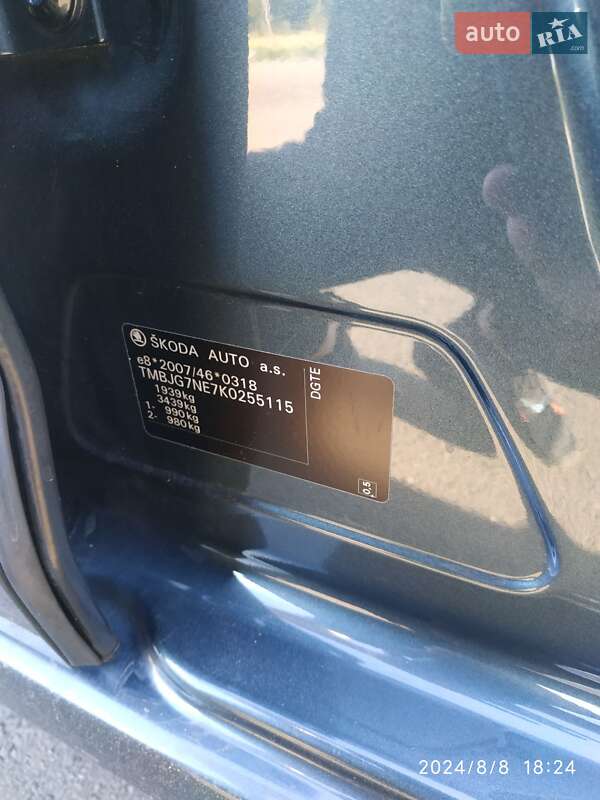 auto RIA
.com
ŠKODA AUTO a.s.
e8*2007/46*0318
TMBJG7NE7K0255115
1939kg
3439kg
1- 990kg
2- 980kg
DGTE
0,5
2024/8/8 18:24